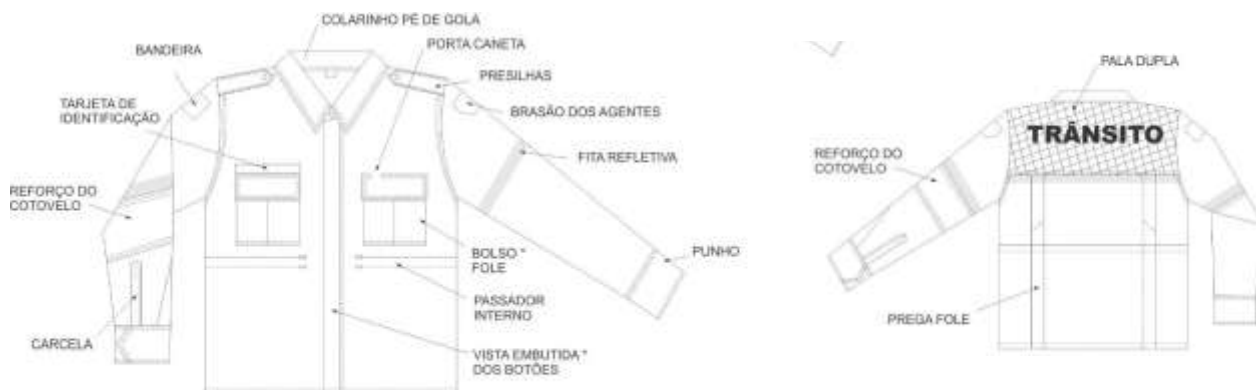 COLARINHO PÉ DE GOLA
BANDEIRA
PORTA CANETA
PRESILHAS
TARJETA DE
IDENTIFICAÇÃO
BRASÃO DOS AGENTES
FITA REFLETIVA
REFORÇO DO
COTOVELO
BOLSO *
FOLE
PUNHO
PASSADOR
INTERNO
CARCELA
VISTA EMBUTIDA *
DOS BOTÕES
PALA DUPLA
TRÂNSITO
REFORÇO DO
COTOVELO
PREGA FOLE